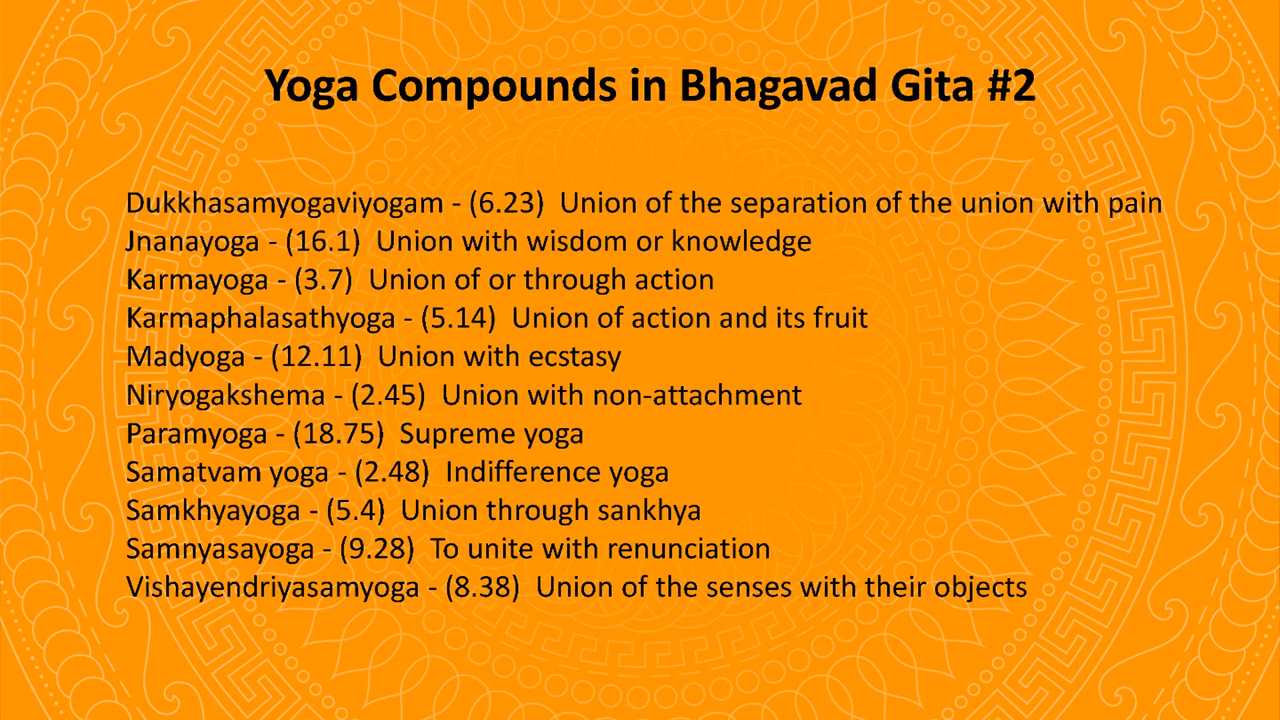 Yoga Compounds in Bhagavad Gita #2
Dukkhasamyogaviyogam - (6.23) Union of the separation of the union with pain
Jnanayoga - (16.1) Union with wisdom or knowledge
Karmayoga - (3.7) Union of or through action
Karmaphalasathyoga - (5.14) Union of action and its fruit
Madyoga - (12.11) Union with ecstasy
Niryogakshema - (2.45) Union with non-attachment
Paramyoga - (18.75) Supreme yoga
Samatvam yoga - (2.48) Indifference yoga
Samkhyayoga - (5.4) Union through sankhya
Samnyasayoga - (9.28) To unite with renunciation
Vishayendriyasamyoga - (8.38) Union of the senses with their objects